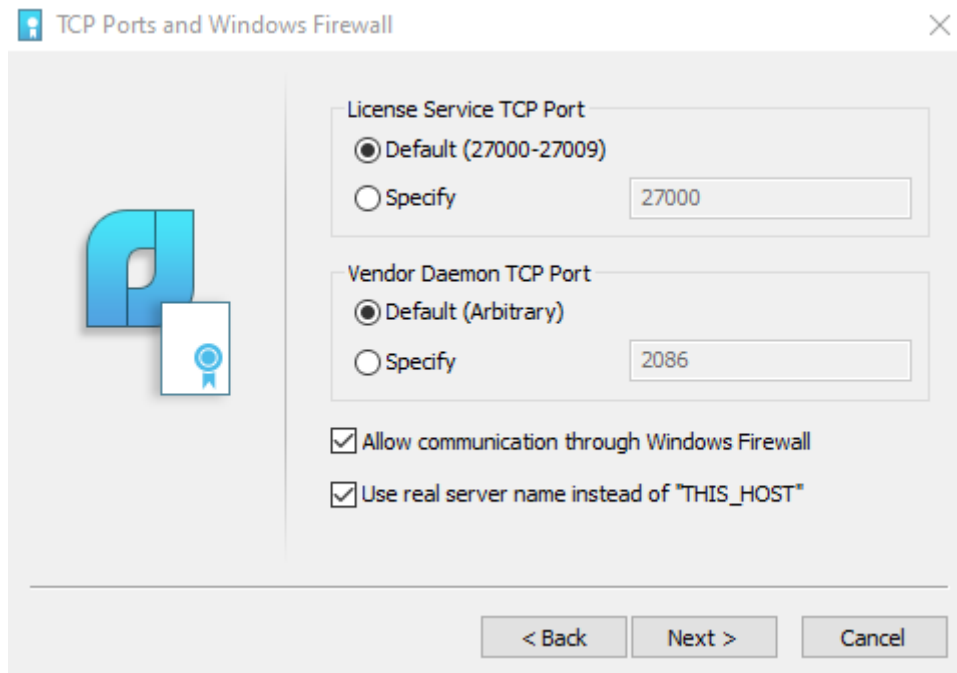 TCP Ports and Windows Firewall
License Service TCP Port
Default (27000-27009)
Specify 27000
Vendor Daemon TCP Port
Default (Arbitrary)
Specify 2086
Allow communication through Windows Firewall
Use real server name instead of "THIS_HOST"
< Back Next > Cancel